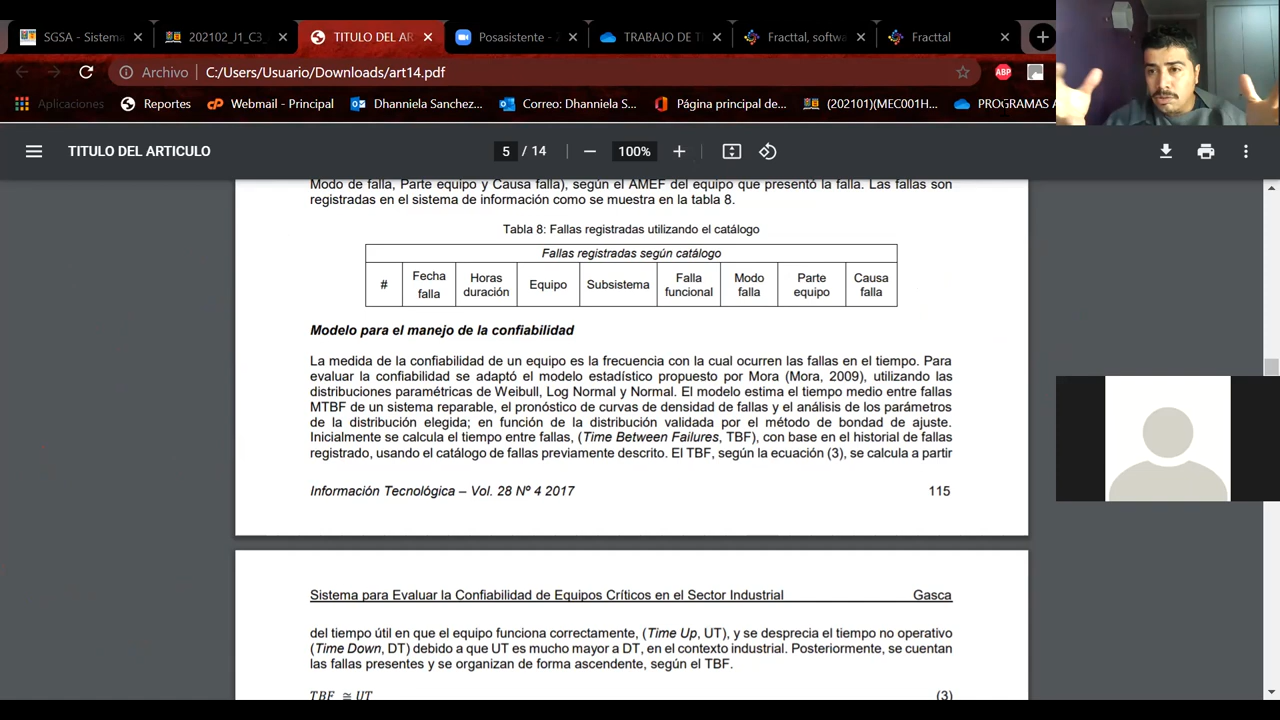 SGSA - Sistema
202102_J1_C3_
TITULO DEL AR
Posasistente - Z
TRABAJO DE T
Fracttal, softwa
Fracttal
Archivo
C:/Users/Usuario/Downloads/art14.pdf
ABP
Aplicaciones
Reportes
Webmail - Principal
Dhanniela Sanchez...
Correo: Dhanniela S...
Página principal de...
(202101)(MEC001H...
PROGRAMAS A
TITULO DEL ARTICULO
5 / 14
100%
Modo de falla, Parte equipo y Causa falla), según el AMEF del equipo que presentó la falla. Las fallas son
registradas en el sistema de información como se muestra en la tabla 8.
Tabla 8: Fallas registradas utilizando el catálogo
Fallas registradas según catálogo
# Fecha falla Horas duración Equipo Subsistema Falla funcional Modo falla Parte equipo Causa falla
Modelo para el manejo de la confiabilidad
La medida de la confiabilidad de un equipo es la frecuencia con la cual ocurren las fallas en el tiempo. Para
evaluar la confiabilidad se adaptó el modelo estadístico propuesto por Mora (Mora, 2009), utilizando las
distribuciones paramétricas de Weibull, Log Normal y Normal. El modelo estima el tiempo medio entre fallas
MTBF de un sistema reparable, el pronóstico de curvas de densidad de fallas y el análisis de los parámetros
de la distribución elegida; en función de la distribución validada por el método de bondad de ajuste.
Inicialmente se calcula el tiempo entre fallas, (Time Between Failures, TBF), con base en el historial de fallas
registrado, usando el catálogo de fallas previamente descrito. El TBF, según la ecuación (3), se calcula a partir
Información Tecnológica – Vol. 28 Nº 4 2017 115
Sistema para Evaluar la Confiabilidad de Equipos Críticos en el Sector Industrial Gasca
del tiempo útil en que el equipo funciona correctamente, (Time Up, UT), y se desprecia el tiempo no operativo
(Time Down, DT) debido a que UT es mucho mayor a DT, en el contexto industrial. Posteriormente, se cuentan
las fallas presentes y se organizan de forma ascendente, según el TBF.
TBF ≅ UT (3)